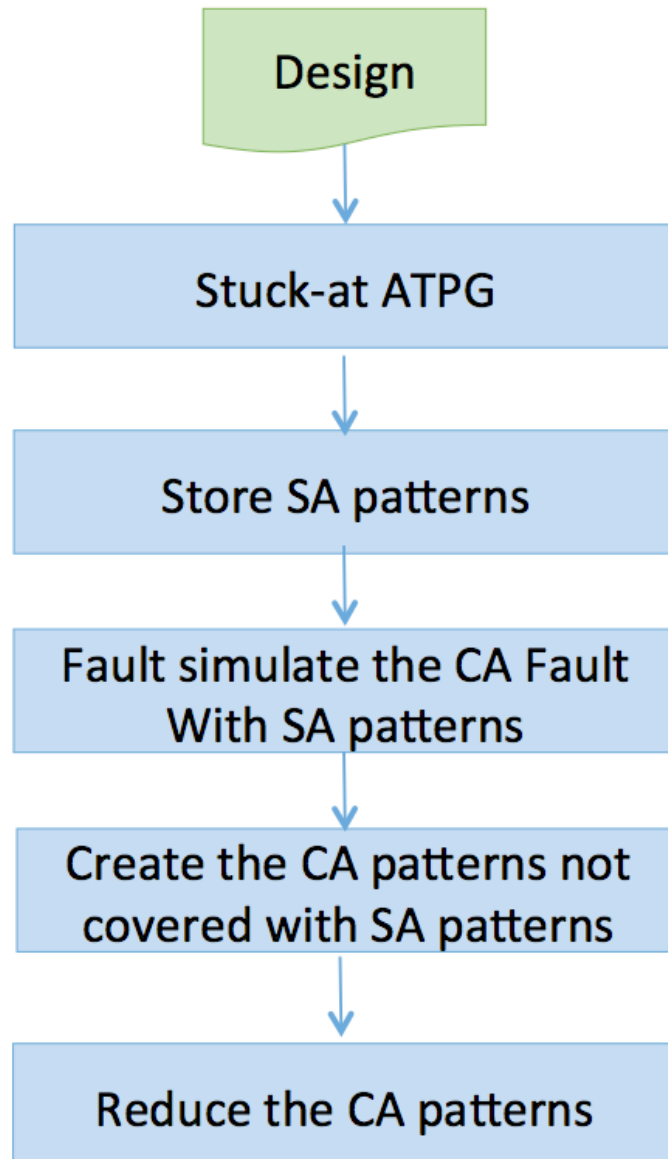 Design
Stuck-at ATPG
Store SA patterns
Fault simulate the CA Fault
With SA patterns
Create the CA patterns not
covered with SA patterns
Reduce the CA patterns